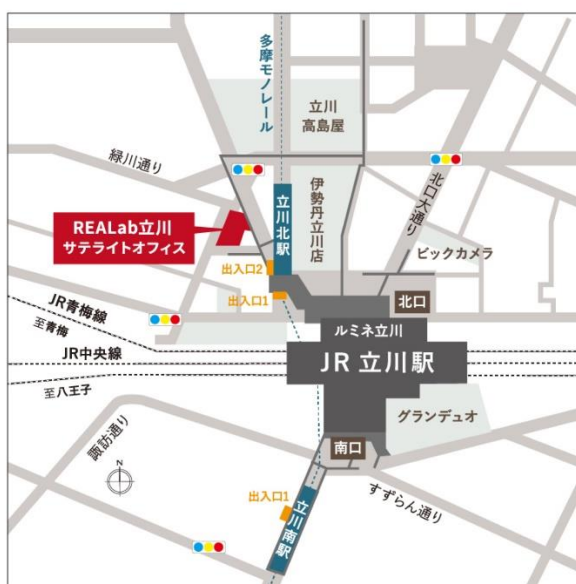 多摩モノレール
立川
高島屋
緑川通り
北口大通り
REALab立川
サテライトオフィス
立川北駅
伊勢丹立川店
ビックカメラ
出入口2
出入口1
北口
JR青梅線
至青梅
ルミネ立川
JR中央線
JR 立川駅
至八王子
グランデュオ
諏訪通り
南口
N
すずらん通り
出入口1
立川南駅